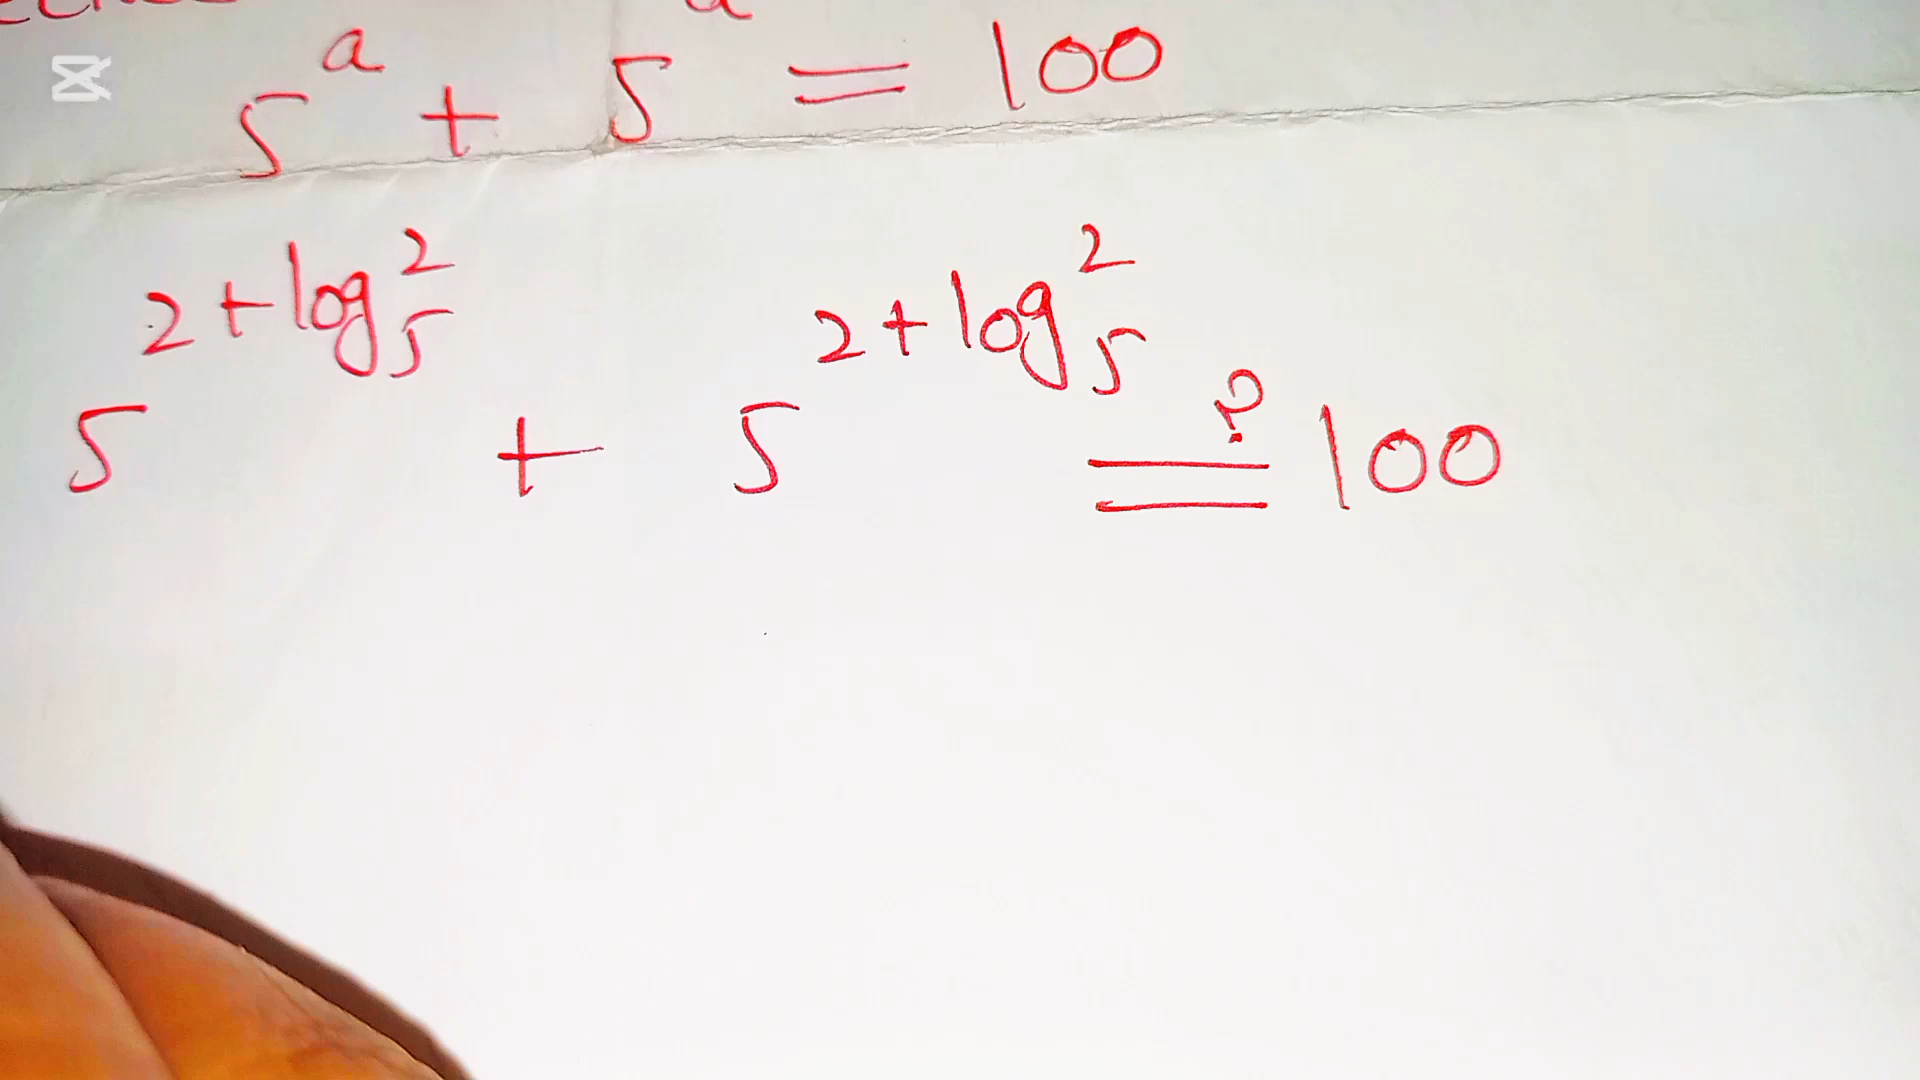 5^a + 5^a = 100
5^(2+log_5^2) + 5^(2+log_5^2) =? 100